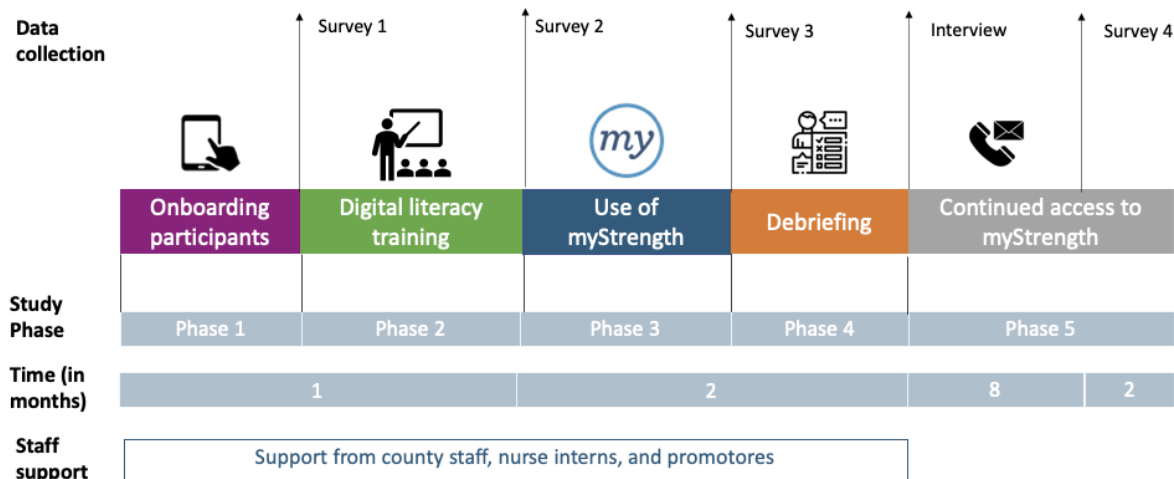 Data
collection
Survey 1
Survey 2
Survey 3
Interview
Survey 4
my
Onboarding
participants
Digital literacy
training
Use of
myStrength
Debriefing
Continued access to
myStrength
Study
Phase
Phase 1
Phase 2
Phase 3
Phase 4
Phase 5
Time (in
months)
1
2
8
2
Staff
support
Support from county staff, nurse interns, and promotores